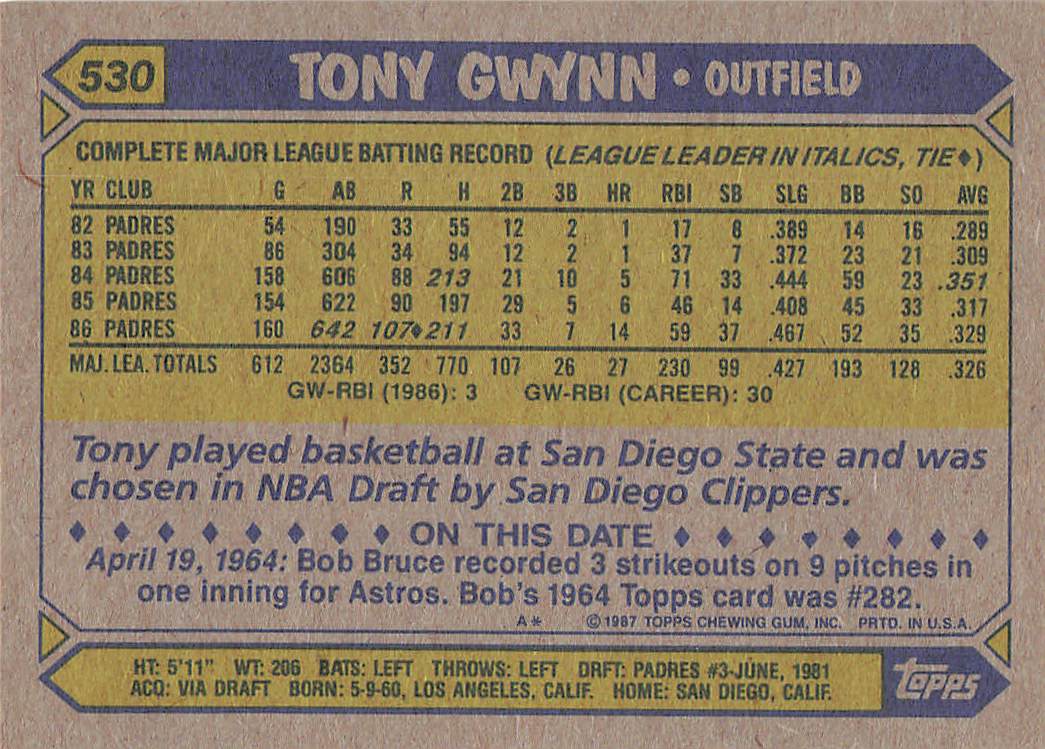 530 TONY GWYNN • OUTFIELD
COMPLETE MAJOR LEAGUE BATTING RECORD (LEAGUE LEADER IN ITALICS, TIE♦)
YR CLUB G AB R H 2B 3B HR RBI SB SLG BB SO AVG
82 PADRES 54 190 33 55 12 2 1 17 8 .389 14 16 .289
83 PADRES 86 304 34 94 12 2 1 37 7 .372 23 21 .309
84 PADRES 158 606 88 213 21 10 5 71 33 .444 59 23 .351
85 PADRES 154 622 90 197 29 5 6 46 14 .408 45 33 .317
86 PADRES 160 642 107♦ 211 33 7 14 59 37 .467 52 35 .329
MAJ. LEA. TOTALS 612 2364 352 770 107 26 27 230 99 .427 193 128 .326
GW-RBI (1986): 3 GW-RBI (CAREER): 30
Tony played basketball at San Diego State and was
chosen in NBA Draft by San Diego Clippers.
♦ ♦ ♦ ♦ ♦ ♦ ♦ ♦ ON THIS DATE ♦ ♦ ♦ ♦ ♦ ♦ ♦ ♦
April 19, 1964: Bob Bruce recorded 3 strikeouts on 9 pitches in
one inning for Astros. Bob's 1964 Topps card was #282.
A* ©1987 TOPPS CHEWING GUM, INC. PRTD. IN U.S.A.
HT: 5'11" WT: 206 BATS: LEFT THROWS: LEFT DRFT: PADRES #3-JUNE, 1981
ACQ: VIA DRAFT BORN: 5-9-60, LOS ANGELES, CALIF. HOME: SAN DIEGO, CALIF.
topps